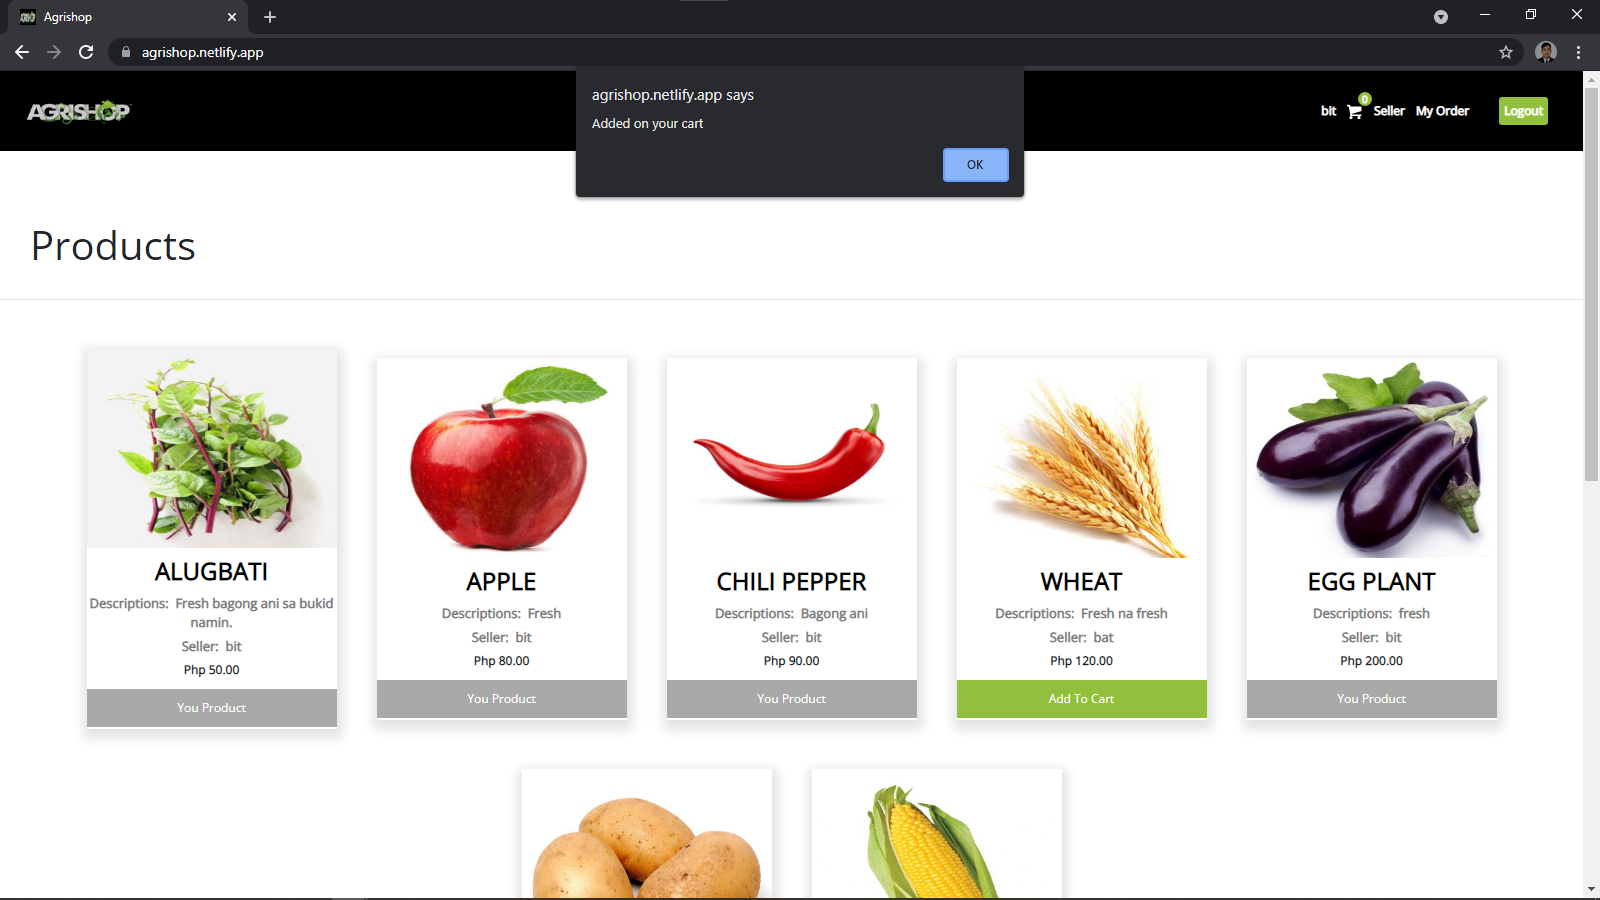 Agrishop
agrishop.netlify.app
agrishop.netlify.app says
Added on your cart
OK
AGRISHOP
bit
0
Seller
My Order
Logout
Products
ALUGBATI
Descriptions: Fresh bagong ani sa bukid
namin.
Seller: bit
Php 50.00
You Product
APPLE
Descriptions: Fresh
Seller: bit
Php 80.00
You Product
CHILI PEPPER
Descriptions: Bagong ani
Seller: bit
Php 90.00
You Product
WHEAT
Descriptions: Fresh na fresh
Seller: bat
Php 120.00
Add To Cart
EGG PLANT
Descriptions: fresh
Seller: bit
Php 200.00
You Product